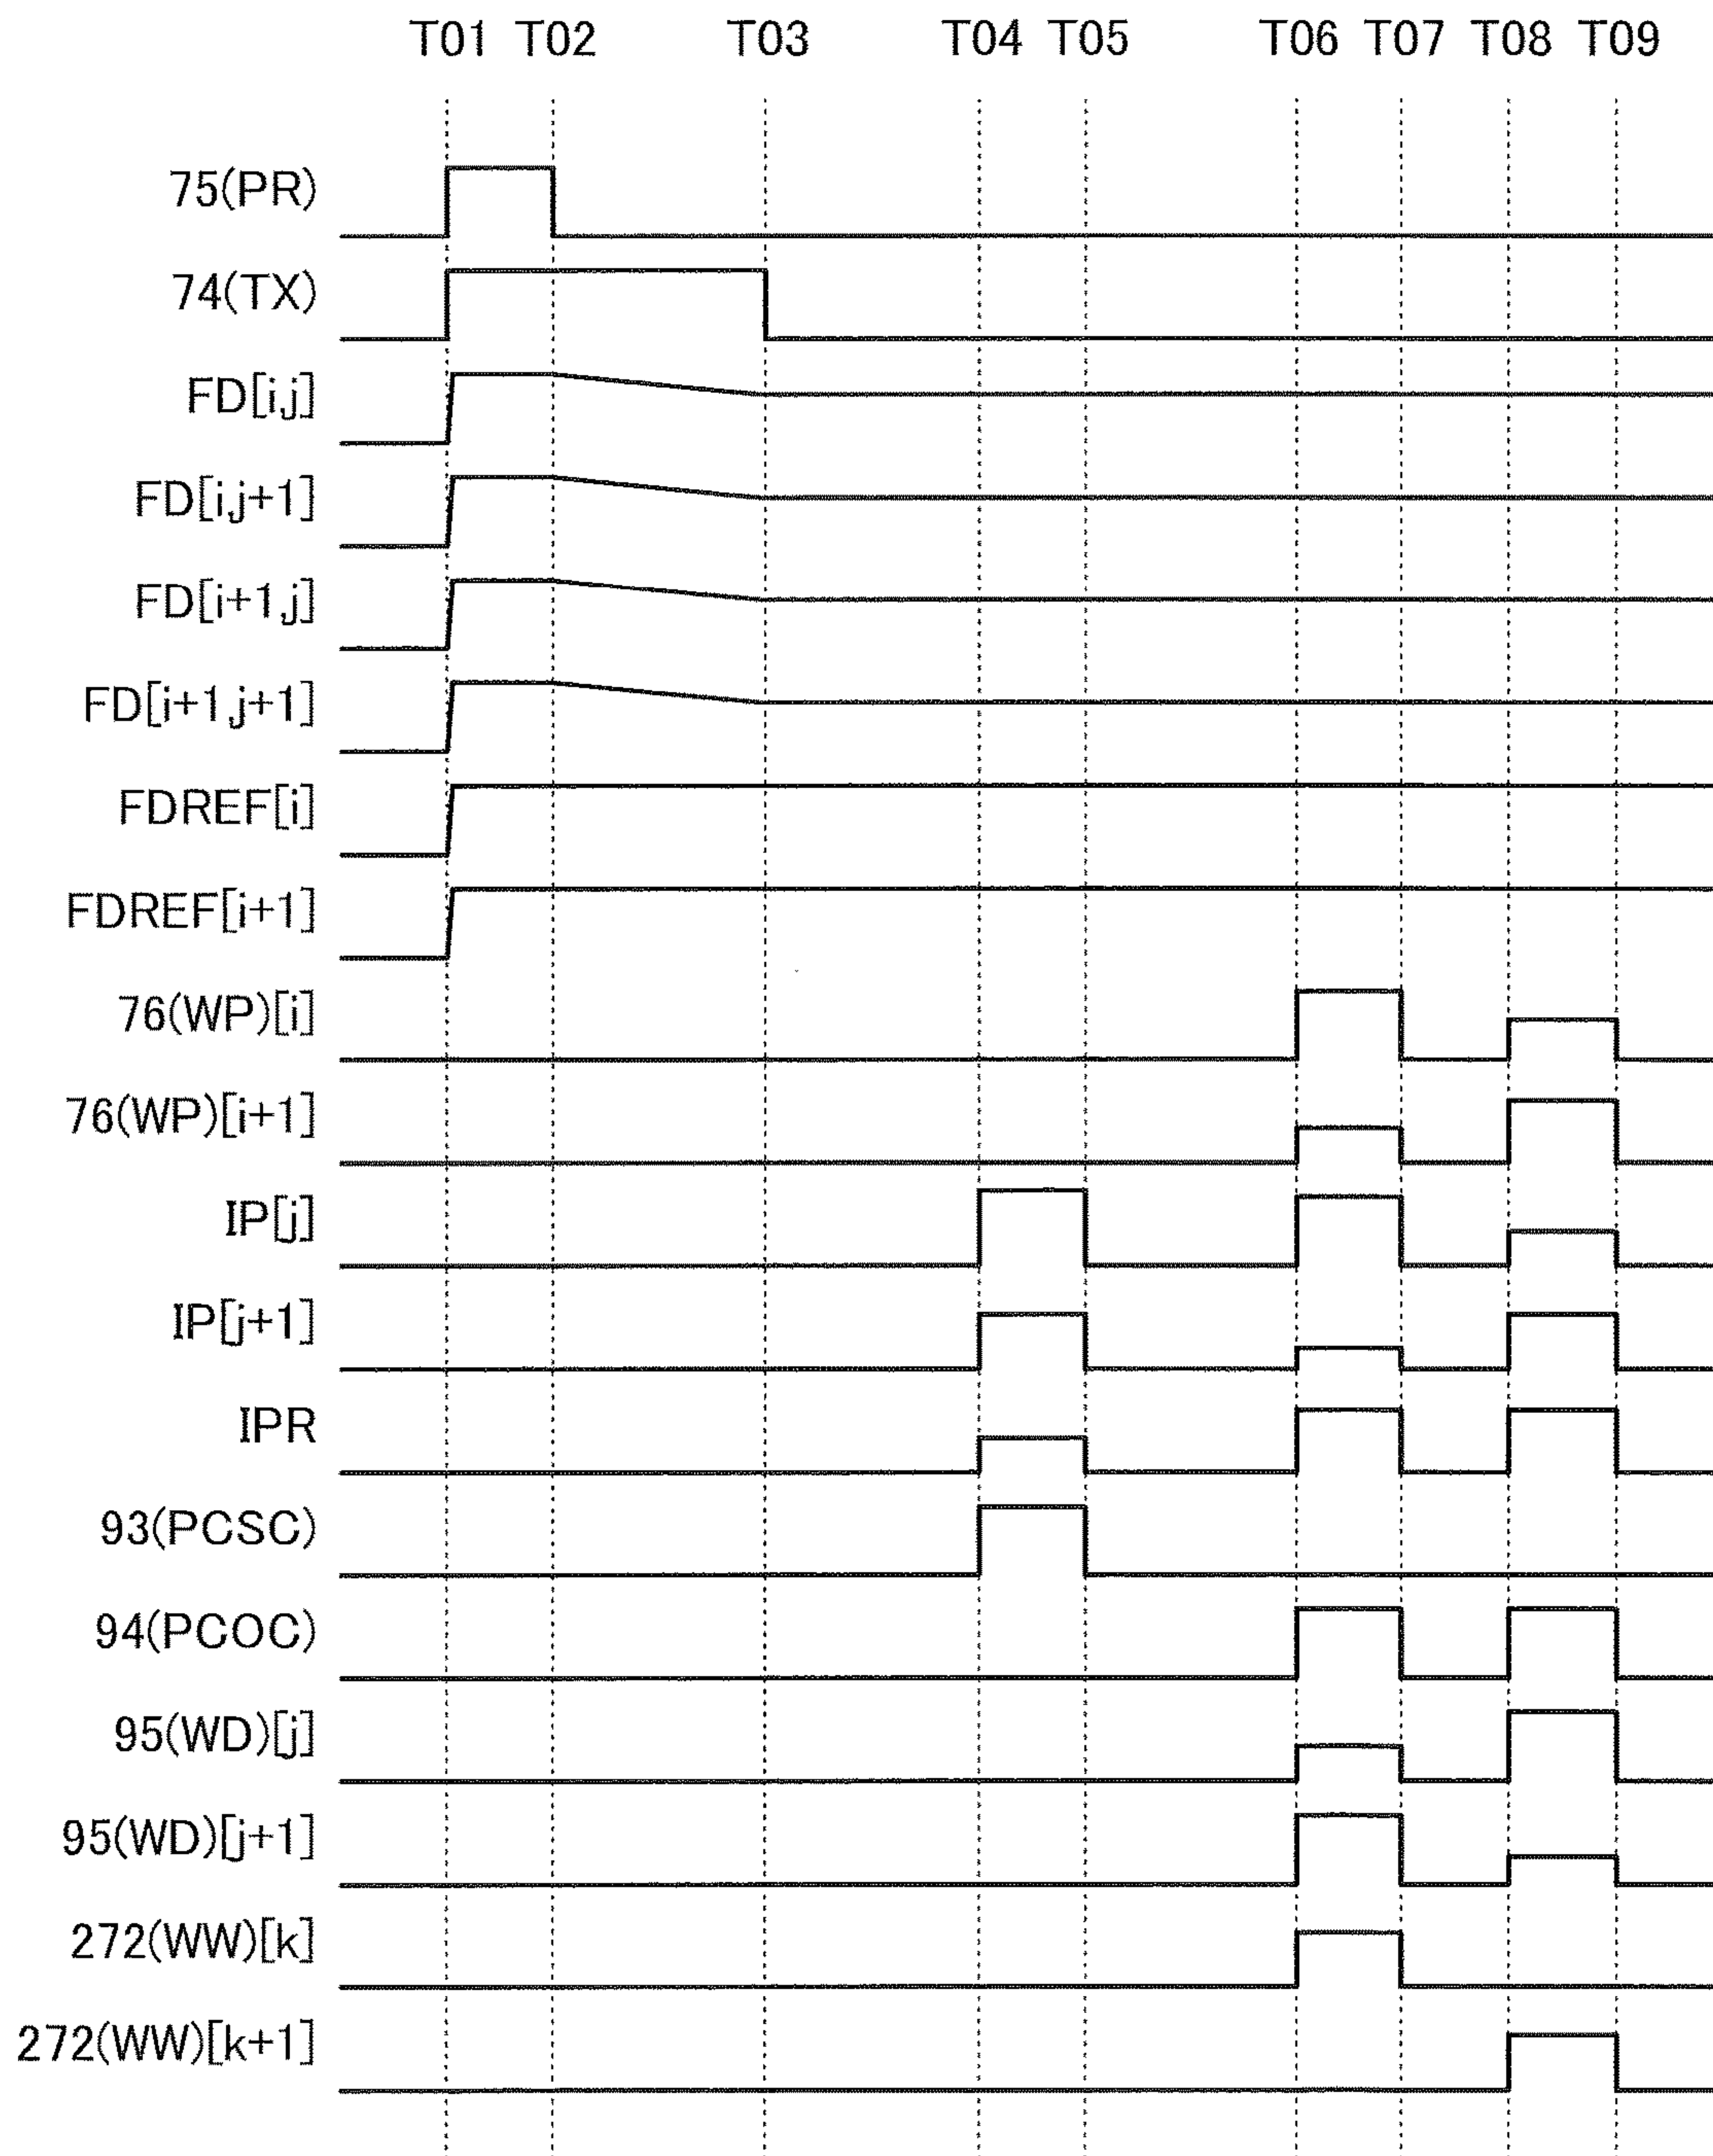 T01 T02 T03 T04 T05 T06 T07 T08 T09
75(PR)
74(TX)
FD[i,j]
FD[i,j+1]
FD[i+1,j]
FD[i+1,j+1]
FDREF[i]
FDREF[i+1]
76(WP)[i]
76(WP)[i+1]
IP[j]
IP[j+1]
IPR
93(PCSC)
94(PCOC)
95(WD)[j]
95(WD)[j+1]
272(WW)[k]
272(WW)[k+1]